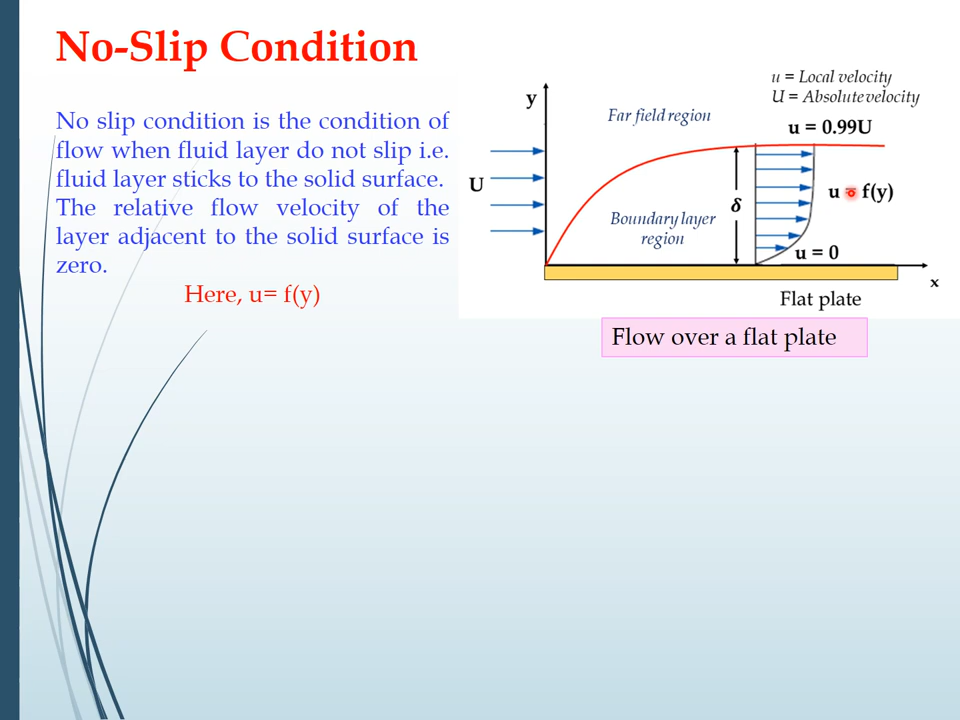 No-Slip Condition
No slip condition is the condition of
flow when fluid layer do not slip i.e.
fluid layer sticks to the solid surface.
The relative flow velocity of the
layer adjacent to the solid surface is
zero.
Here, u= f(y)
u = Local velocity
U = Absolute velocity
y
Far field region
u = 0.99U
U
δ
u = f(y)
Boundary layer
region
u = 0
x
Flat plate
Flow over a flat plate